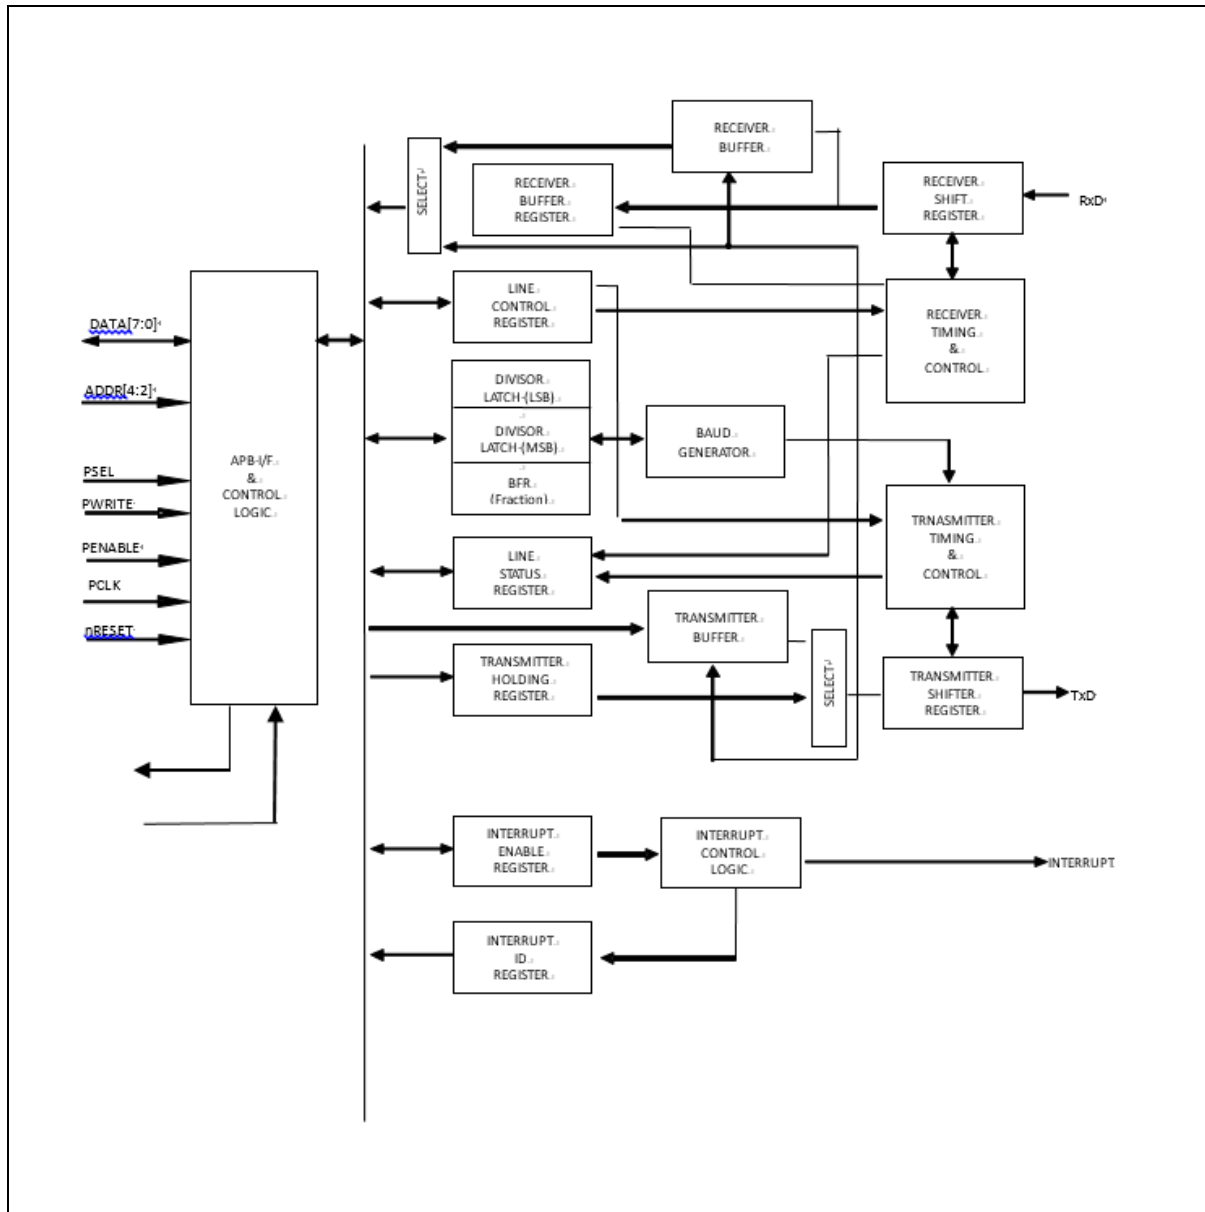 RECEIVER
BUFFER
SELECT
RECEIVER
BUFFER
REGISTER
RECEIVER
SHIFT
REGISTER
RxD
LINE
CONTROL
REGISTER
RECEIVER
TIMING
&
CONTROL
DATA[7:0]
ADDR[4:2]
PSEL
PWRITE
PENABLE
PCLK
nRESET
APB-I/F
&
CONTROL
LOGIC
DIVISOR
LATCH-(LSB)
DIVISOR
LATCH-(MSB)
BFR
(Fraction)
BAUD
GENERATOR
TRNASMITTER
TIMING
&
CONTROL
LINE
STATUS
REGISTER
TRANSMITTER
BUFFER
SELECT
TRANSMITTER
HOLDING
REGISTER
TRANSMITTER
SHIFTER
REGISTER
TxD
INTERRUPT
ENABLE
REGISTER
INTERRUPT
CONTROL
LOGIC
INTERRUPT
INTERRUPT
ID
REGISTER